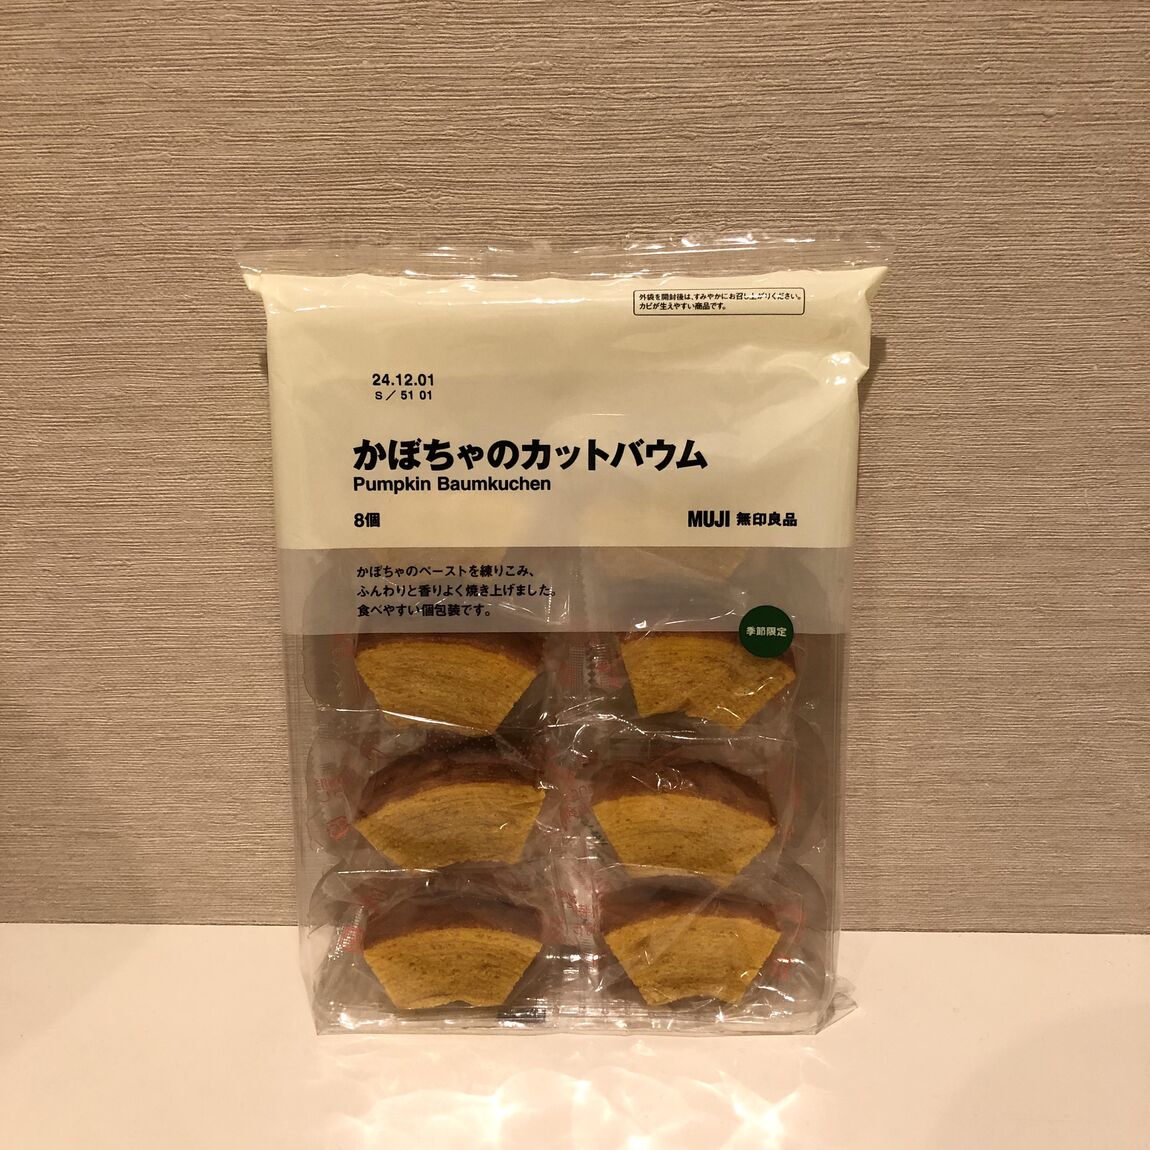 外袋を開封後は、すみやかにお召し上がりください。
カビが生えやすい商品です。
24.12.01
S/ 51 01
かぼちゃのカットバウム
Pumpkin Baumkuchen
8個
MUJI 無印良品
かぼちゃのペーストを練りこみ、
ふんわりと香りよく焼き上げました。
食べやすい個包装です。
季節限定